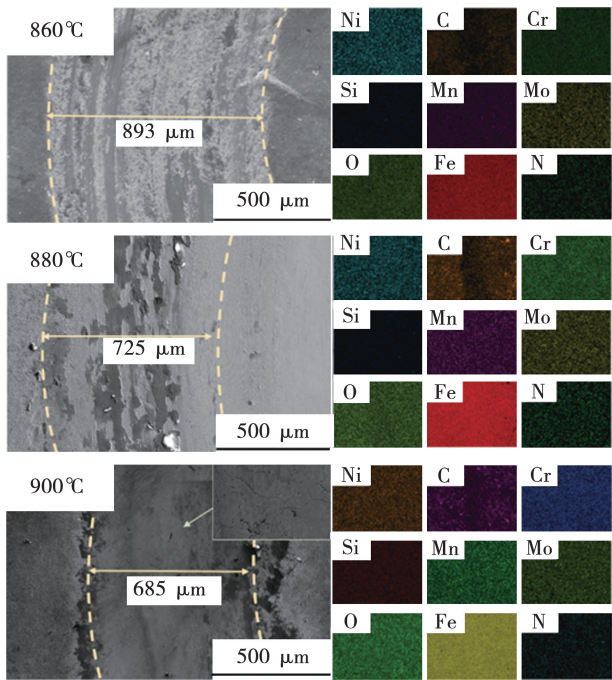 860℃
893 μm
500 μm
Ni
C
Cr
Si
Mn
Mo
O
Fe
N
880℃
725 μm
500 μm
Ni
C
Cr
Si
Mn
Mo
O
Fe
N
900℃
685 μm
500 μm
Ni
C
Cr
Si
Mn
Mo
O
Fe
N